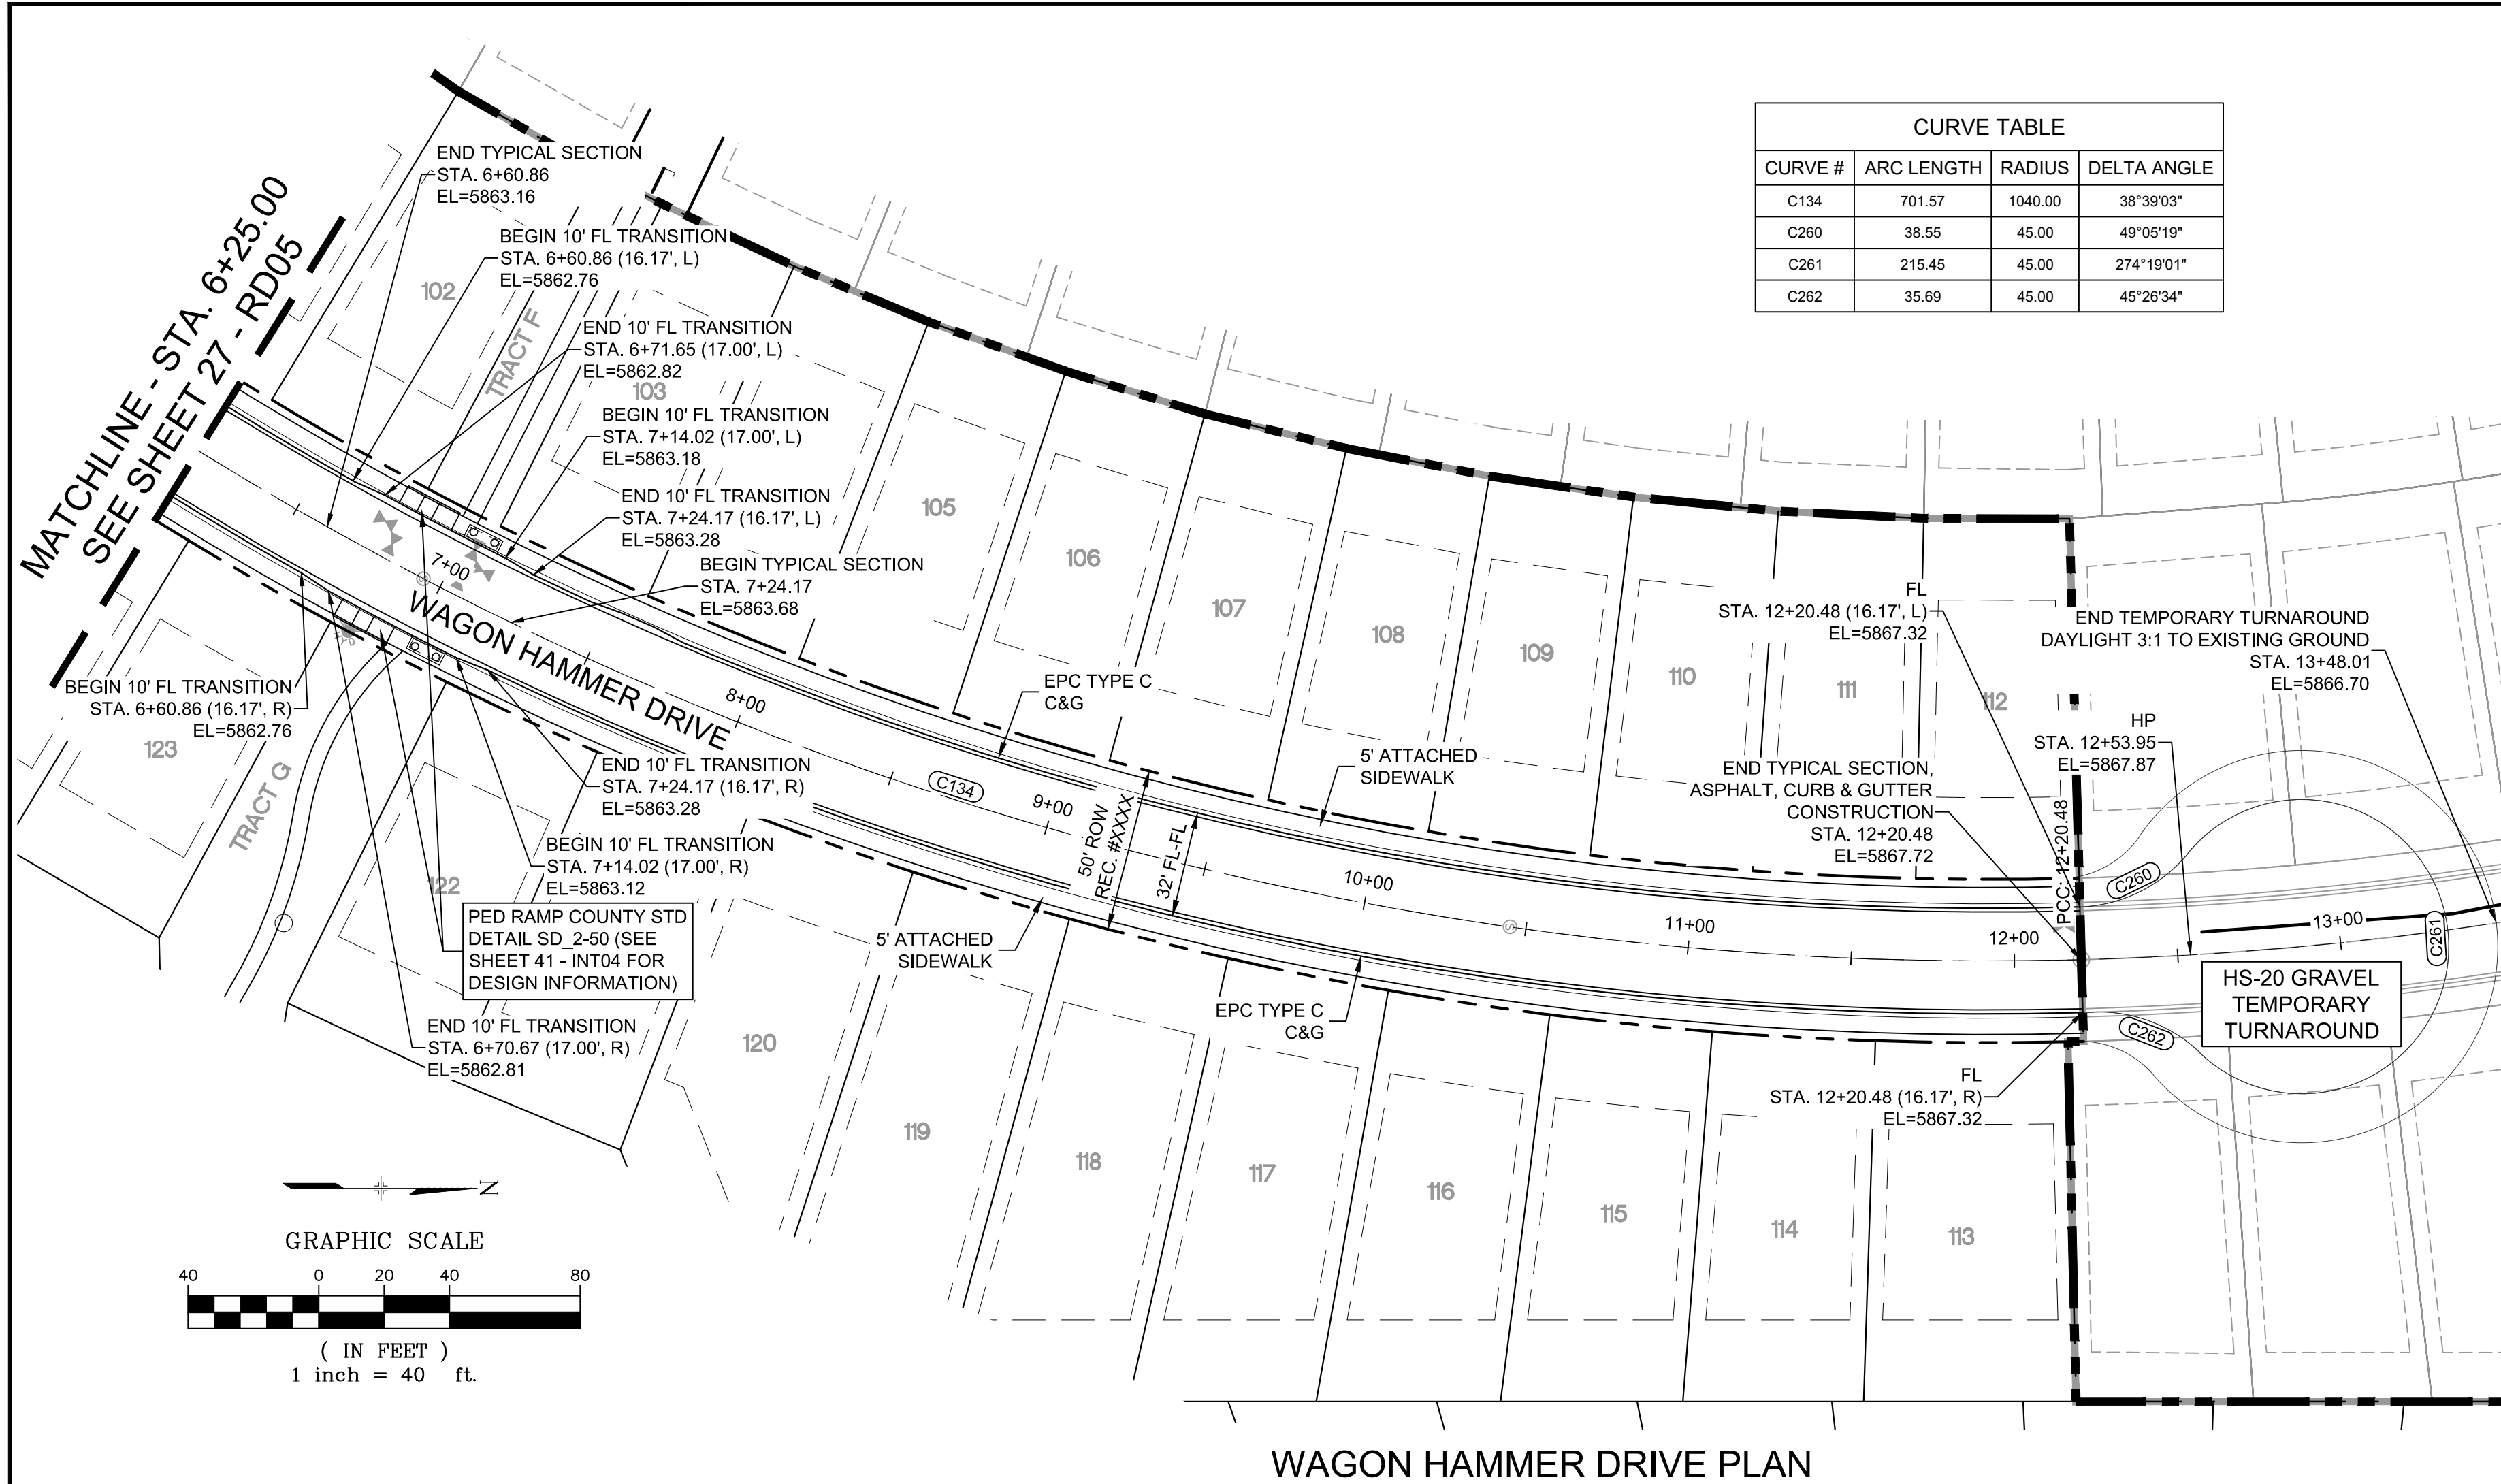 CURVE TABLE
CURVE # ARC LENGTH RADIUS DELTA ANGLE
C134 701.57 1040.00 38°39'03"
C260 38.55 45.00 49°05'19"
C261 215.45 45.00 274°19'01"
C262 35.69 45.00 45°26'34"
MATCHLINE - STA. 6+25.00
SEE SHEET 27 - RD05
END TYPICAL SECTION
STA. 6+60.86
EL=5863.16
BEGIN 10' FL TRANSITION
STA. 6+60.86 (16.17', L)
EL=5862.76
END 10' FL TRANSITION
STA. 6+71.65 (17.00', L)
EL=5862.82
BEGIN 10' FL TRANSITION
STA. 7+14.02 (17.00', L)
EL=5863.18
END 10' FL TRANSITION
STA. 7+24.17 (16.17', L)
EL=5863.28
BEGIN TYPICAL SECTION
STA. 7+24.17
EL=5863.68
102
TRACT F
103
105
106
107
108
109
110
111
112
7+00
WAGON HAMMER DRIVE
8+00
C134
9+00
10+00
11+00
12+00
13+00
EPC TYPE C
C&G
5' ATTACHED
SIDEWALK
50' ROW
REC. #XXXX
32' FL-FL
FL
STA. 12+20.48 (16.17', L)
EL=5867.32
END TEMPORARY TURNAROUND
DAYLIGHT 3:1 TO EXISTING GROUND
STA. 13+48.01
EL=5866.70
HP
STA. 12+53.95
EL=5867.87
END TYPICAL SECTION,
ASPHALT, CURB & GUTTER
CONSTRUCTION
STA. 12+20.48
EL=5867.72
PCC: 12+20.48
C260
C261
C262
HS-20 GRAVEL
TEMPORARY
TURNAROUND
BEGIN 10' FL TRANSITION
STA. 6+60.86 (16.17', R)
EL=5862.76
123
TRACT G
END 10' FL TRANSITION
STA. 7+24.17 (16.17', R)
EL=5863.28
BEGIN 10' FL TRANSITION
STA. 7+14.02 (17.00', R)
EL=5863.12
122
PED RAMP COUNTY STD
DETAIL SD_2-50 (SEE
SHEET 41 - INT04 FOR
DESIGN INFORMATION)
END 10' FL TRANSITION
STA. 6+70.67 (17.00', R)
EL=5862.81
5' ATTACHED
SIDEWALK
EPC TYPE C
C&G
FL
STA. 12+20.48 (16.17', R)
EL=5867.32
120
119
118
117
116
115
114
113
S
S
N
GRAPHIC SCALE
40 0 20 40 80
( IN FEET )
1 inch = 40 ft.
WAGON HAMMER DRIVE PLAN